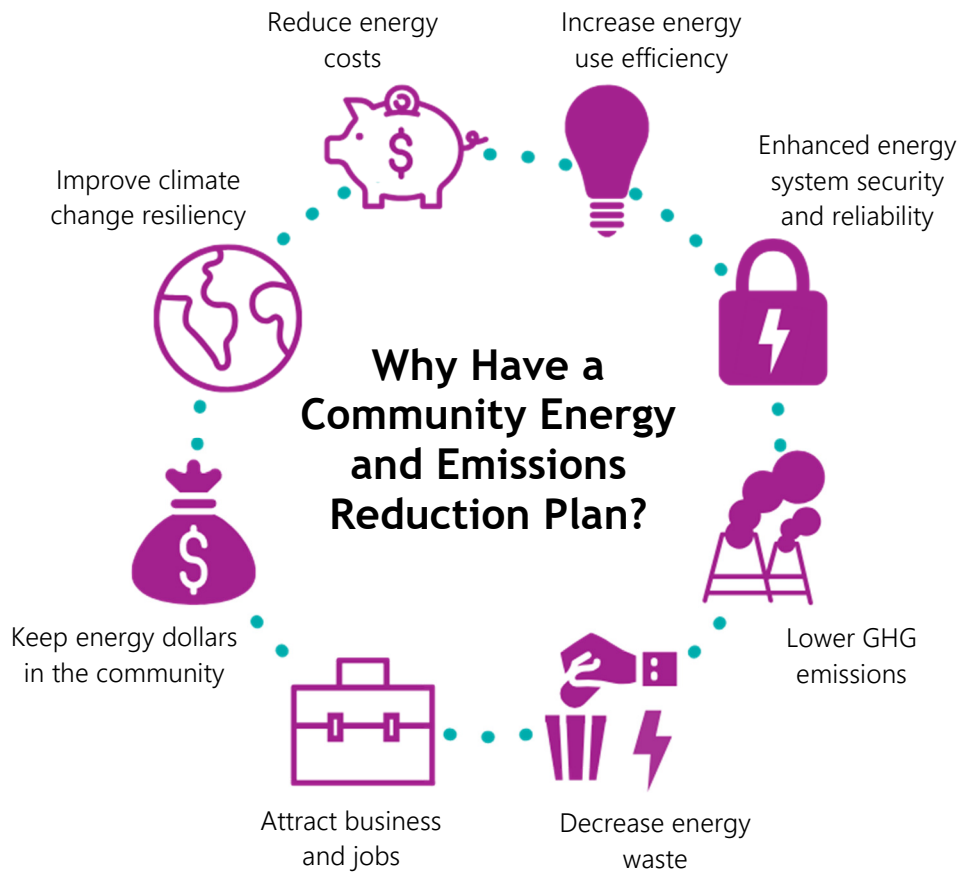 Reduce energy
costs
Increase energy
use efficiency
Enhanced energy
system security
and reliability
Improve climate
change resiliency
$
Why Have a
Community Energy
and Emissions
Reduction Plan?
$
Keep energy dollars
in the community
Lower GHG
emissions
Attract business
and jobs
Decrease energy
waste